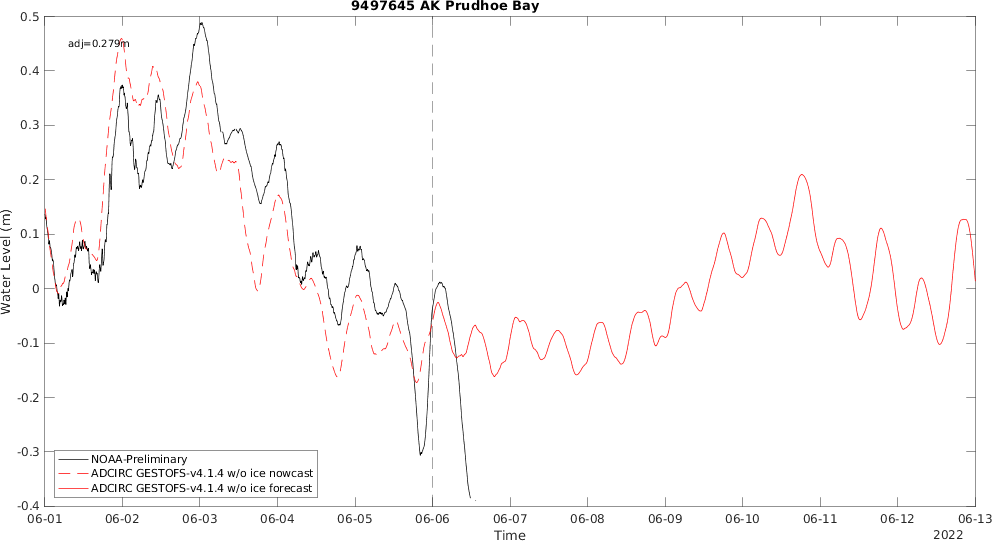 9497645 AK Prudhoe Bay
adj=0.279m
0.5
0.4
0.3
0.2
0.1
0
-0.1
-0.2
-0.3
-0.4
Water Level (m)
NOAA-Preliminary
ADCIRC GESTOFS-v4.1.4 w/o ice nowcast
ADCIRC GESTOFS-v4.1.4 w/o ice forecast
06-01 06-02 06-03 06-04 06-05 06-06 06-07 06-08 06-09 06-10 06-11 06-12 06-13
Time
2022